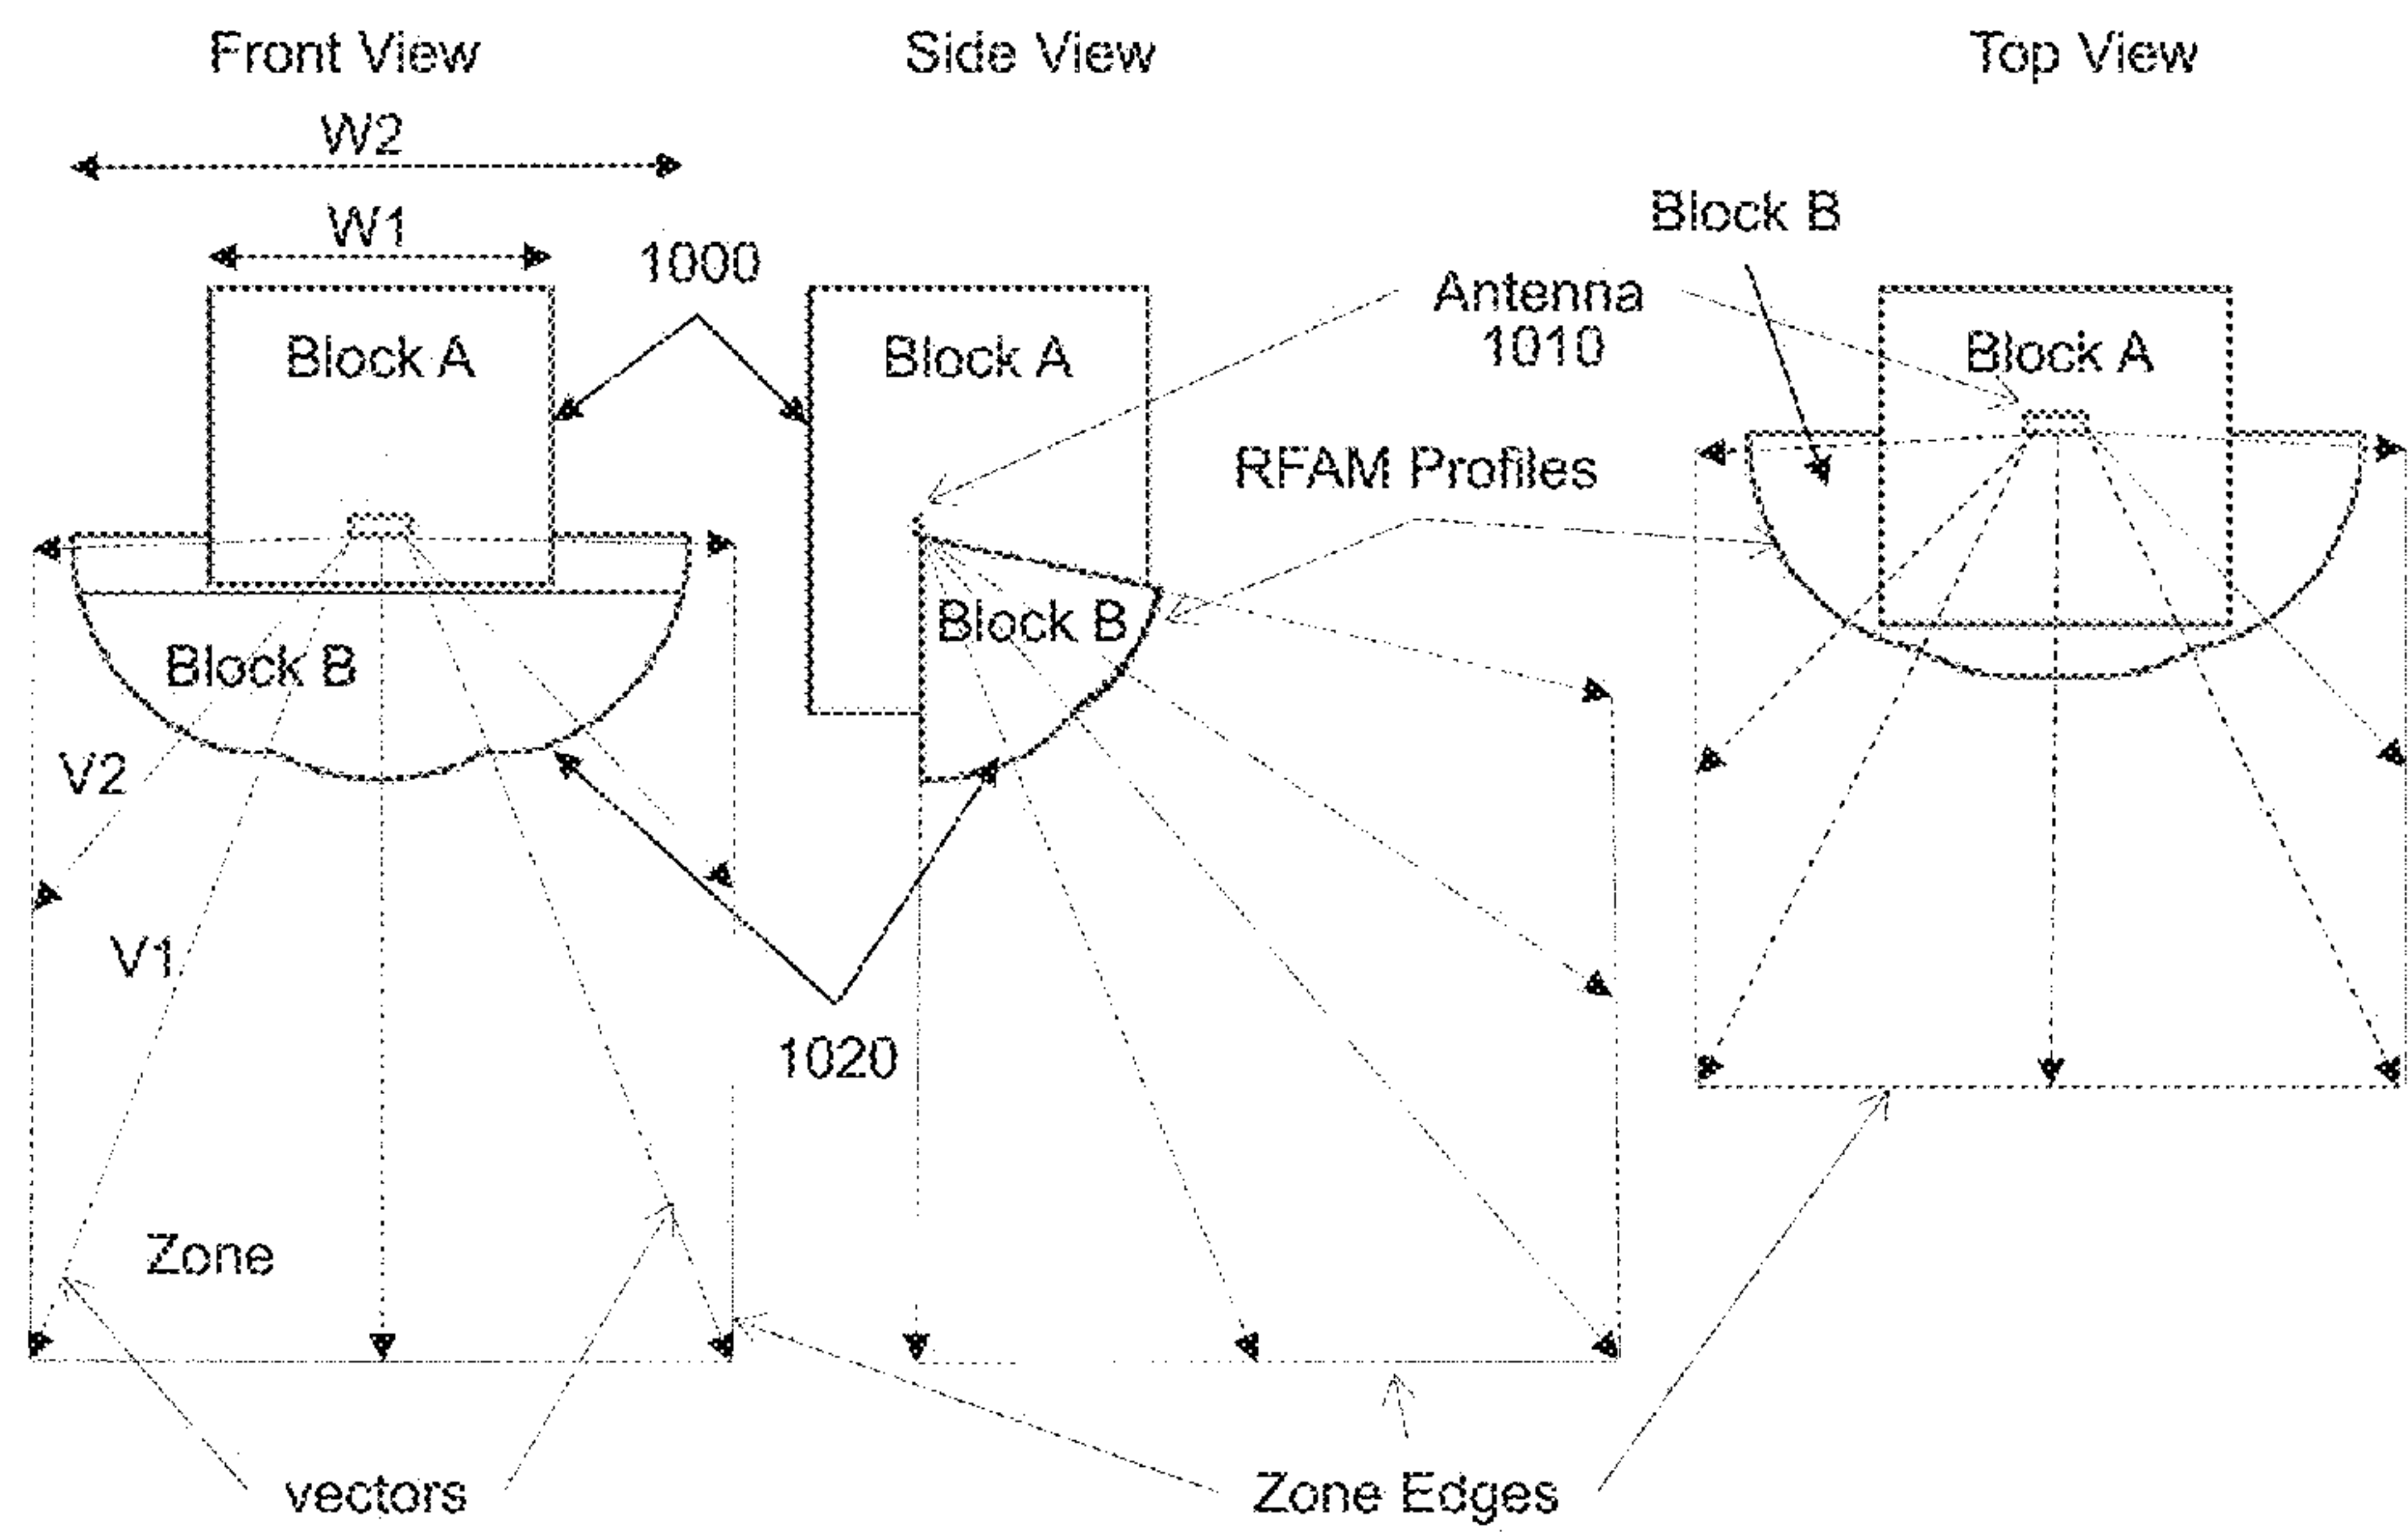 Front View
Side View
Top View
W2
W1
1000
Block B
Antenna
1010
Block A
Block A
Block A
RFAM Profiles
Block B
Block B
V2
V1
1020
Zone
vectors
Zone Edges